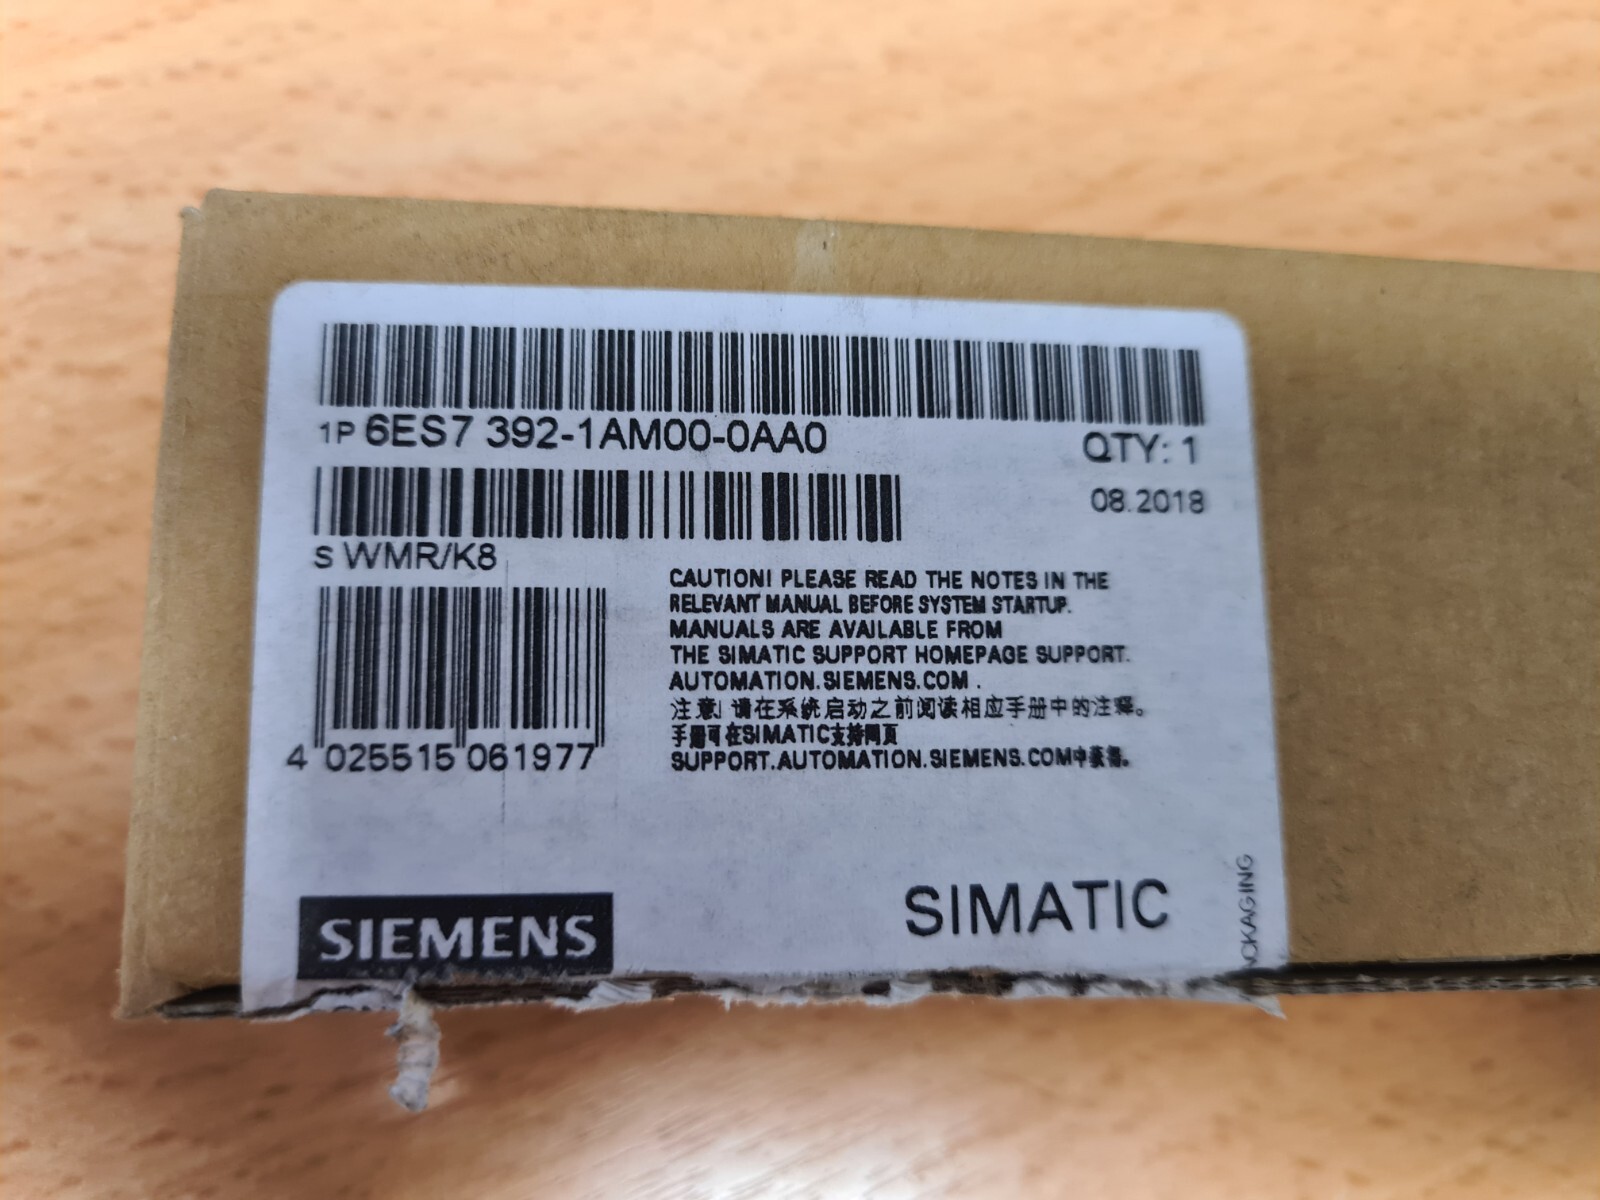 1P 6ES7 392-1AM00-0AA0
QTY: 1
08.2018
S WMR/K8
CAUTION! PLEASE READ THE NOTES IN THE
RELEVANT MANUAL BEFORE SYSTEM STARTUP.
MANUALS ARE AVAILABLE FROM
THE SIMATIC SUPPORT HOMEPAGE SUPPORT.
AUTOMATION.SIEMENS.COM .
注意! 请在系统启动之前阅读相应手册中的注释。
手册可在SIMATIC支持网页
SUPPORT.AUTOMATION.SIEMENS.COM中获得。
4 025515 061977
SIEMENS
SIMATIC